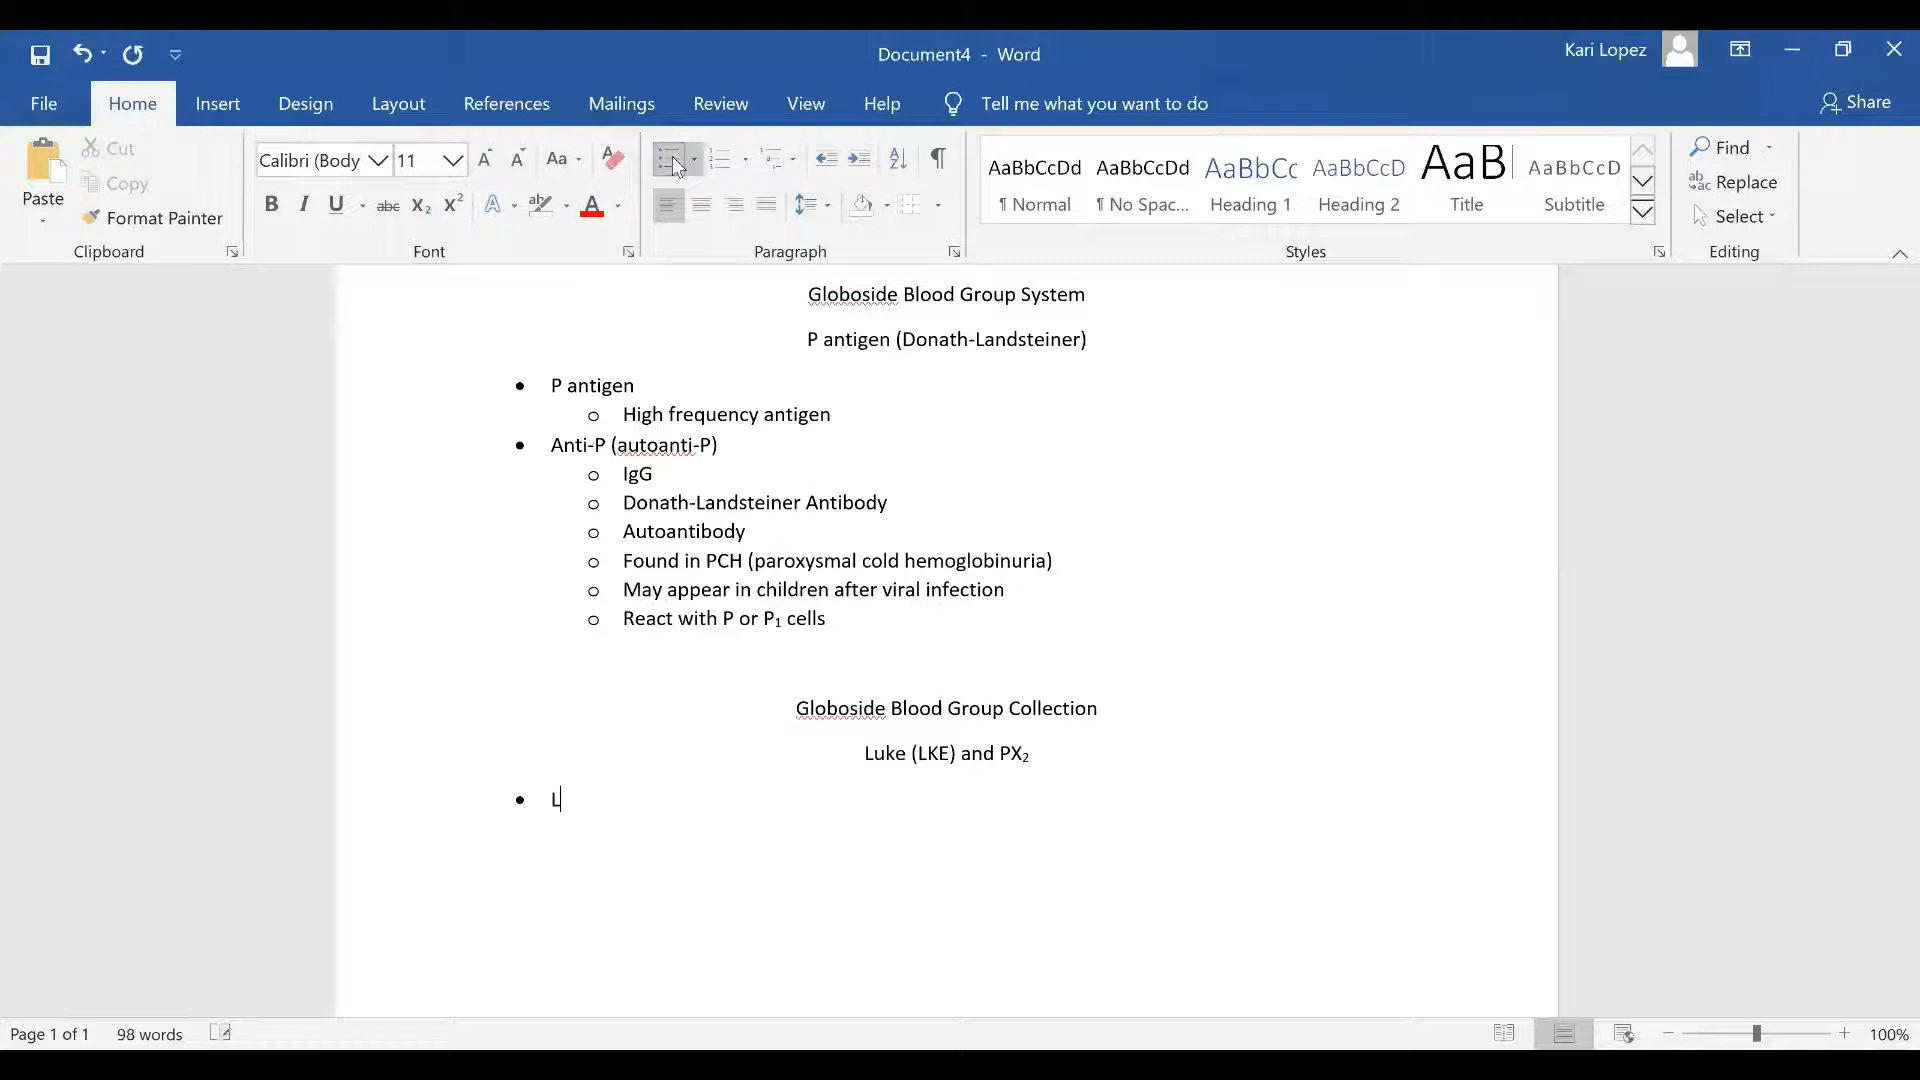 Document4 - Word
Kari Lopez
File Home Insert Design Layout References Mailings Review View Help Tell me what you want to do Share
Paste
Cut
Copy
Format Painter
Clipboard
Calibri (Body 11
Aa
B I U abc X₂ X² A ab A
Font
Paragraph
AaBbCcDd AaBbCcDd AaBbCc AaBbCcD AaB AaBbCcD
¶ Normal ¶ No Spac... Heading 1 Heading 2 Title Subtitle
Styles
Find
Replace
Select
Editing
Globoside Blood Group System
P antigen (Donath-Landsteiner)
• P antigen
o High frequency antigen
• Anti-P (autoanti-P)
o IgG
o Donath-Landsteiner Antibody
o Autoantibody
o Found in PCH (paroxysmal cold hemoglobinuria)
o May appear in children after viral infection
o React with P or P₁ cells
Globoside Blood Group Collection
Luke (LKE) and PX₂
• L
Page 1 of 1 98 words 100%